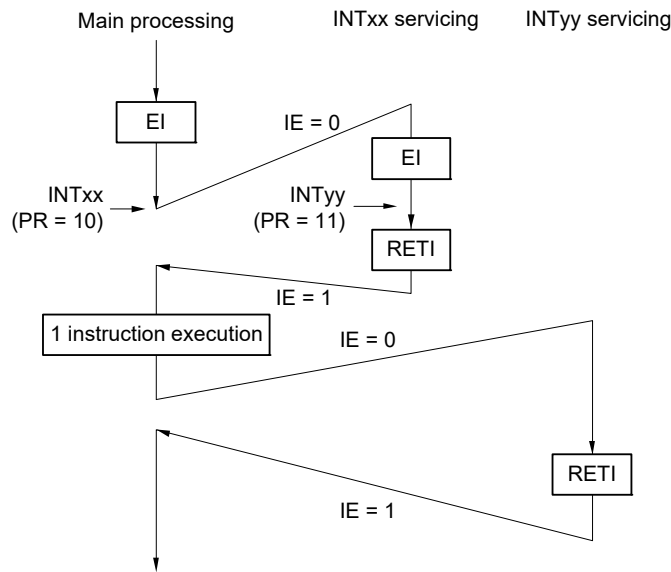 Main processing
INTxx servicing
INTyy servicing
EI
IE = 0
EI
INTxx
(PR = 10)
INTyy
(PR = 11)
RETI
IE = 1
1 instruction execution
IE = 0
RETI
IE = 1